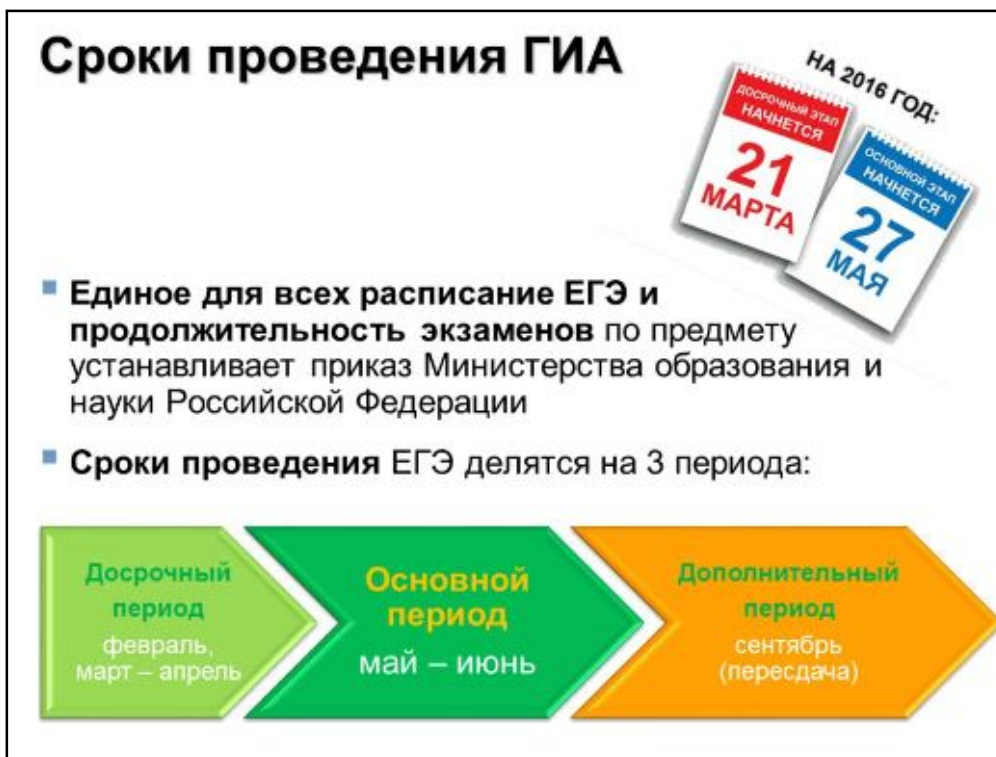 Сроки проведения ГИА
НА 2016 ГОД:
ДОСРОЧНЫЙ ЭТАП
НАЧНЕТСЯ
21
МАРТА
ОСНОВНОЙ ЭТАП
НАЧНЕТСЯ
27
МАЯ
Единое для всех расписание ЕГЭ и
продолжительность экзаменов по предмету
устанавливает приказ Министерства образования и
науки Российской Федерации
Сроки проведения ЕГЭ делятся на 3 периода:
Досрочный
период
февраль,
март – апрель
Основной
период
май – июнь
Дополнительный
период
сентябрь
(пересдача)